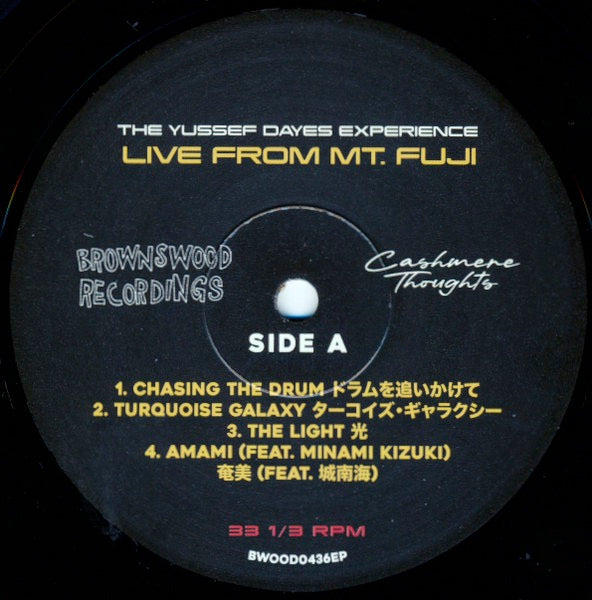 THE YUSSEF DAYES EXPERIENCE
LIVE FROM MT. FUJI
BROWNSWOOD
RECORDINGS
Cashmere
Thoughts
SIDE A
1. CHASING THE DRUM ドラムを追いかけて
2. TURQUOISE GALAXY ターコイズ・ギャラクシー
3. THE LIGHT 光
4. AMAMI (FEAT. MINAMI KIZUKI)
奄美 (FEAT. 城南海)
33 1/3 RPM
BWOOD0436EP